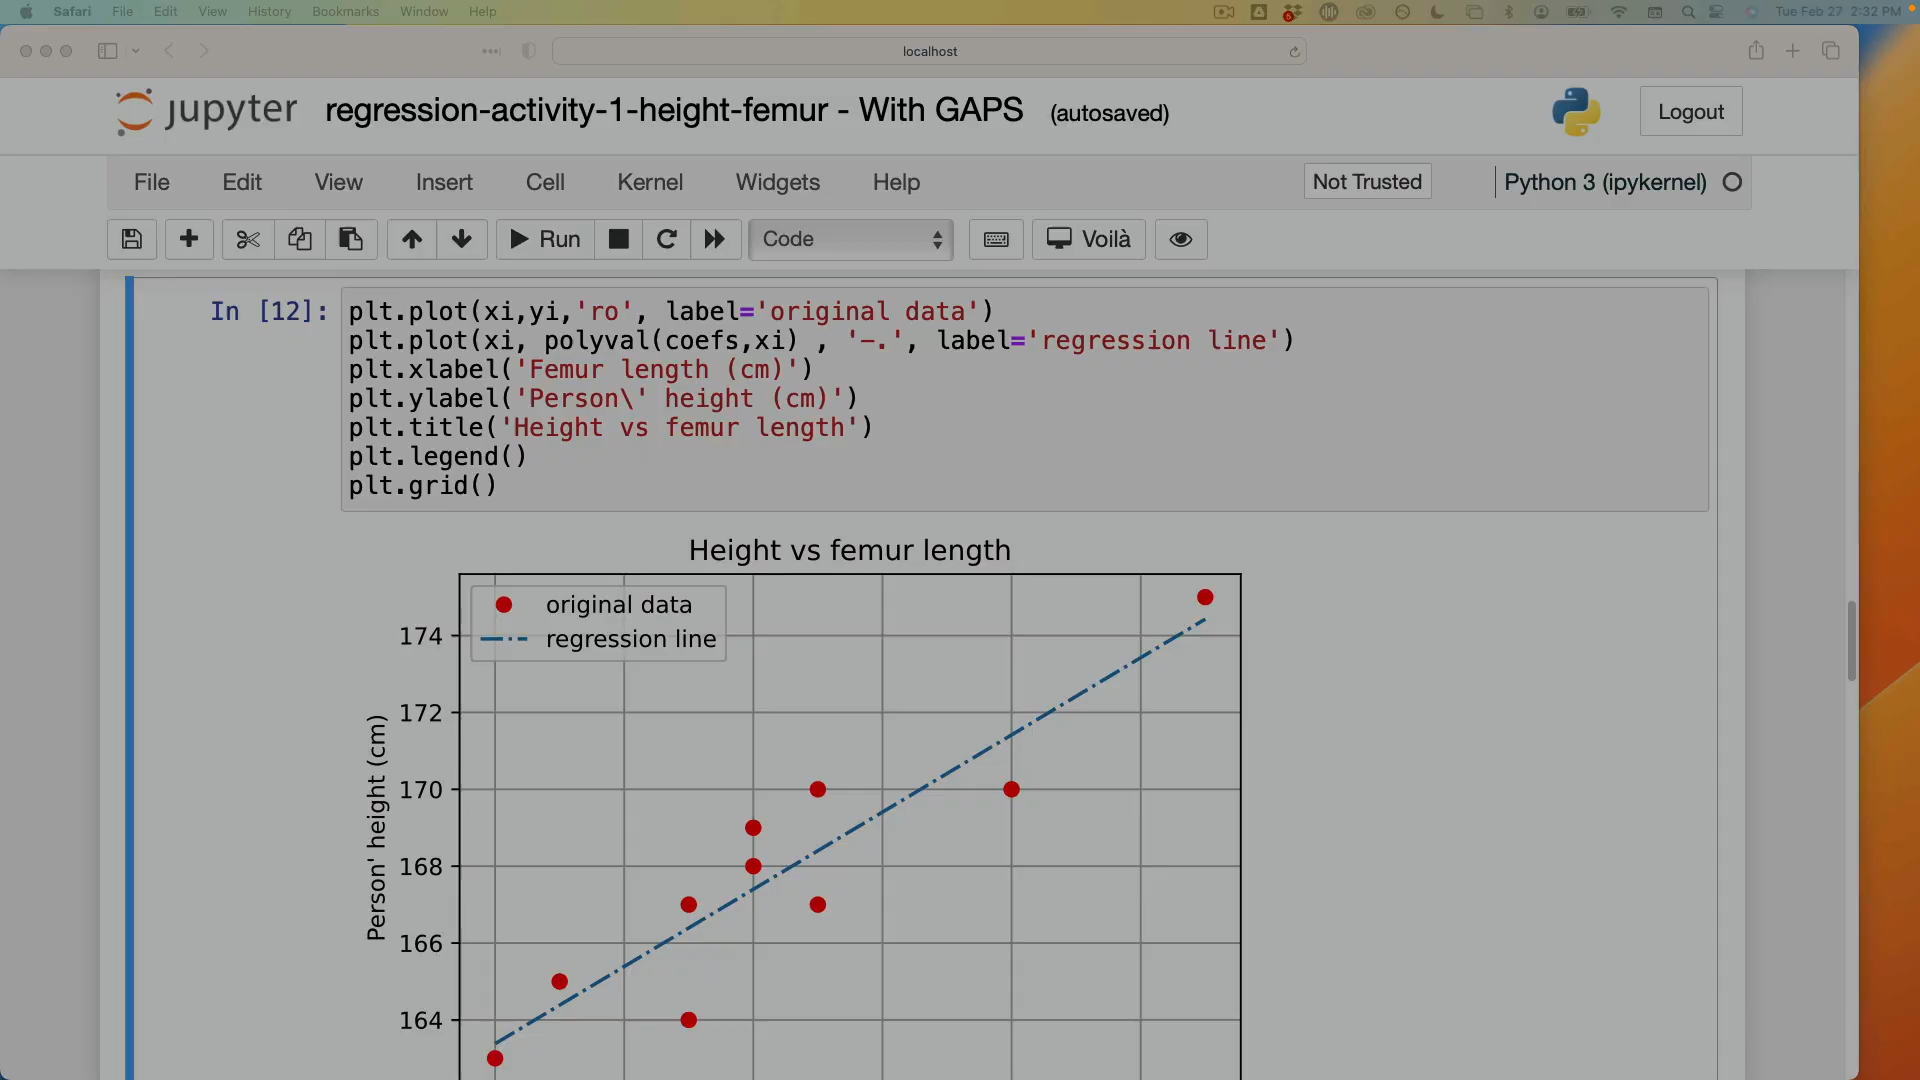 Safari File Edit View History Bookmarks Window Help Tue Feb 27 2:32 PM
localhost
jupyter regression-activity-1-height-femur - With GAPS (autosaved) Logout
File Edit View Insert Cell Kernel Widgets Help Not Trusted Python 3 (ipykernel)
Run Code Voilà
In [12]: plt.plot(xi,yi,'ro', label='original data')
plt.plot(xi, polyval(coefs,xi) , '-.', label='regression line')
plt.xlabel('Femur length (cm)')
plt.ylabel('Person\' height (cm)')
plt.title('Height vs femur length')
plt.legend()
plt.grid()
Height vs femur length
original data
regression line
174
172
170
168
166
164
Person' height (cm)